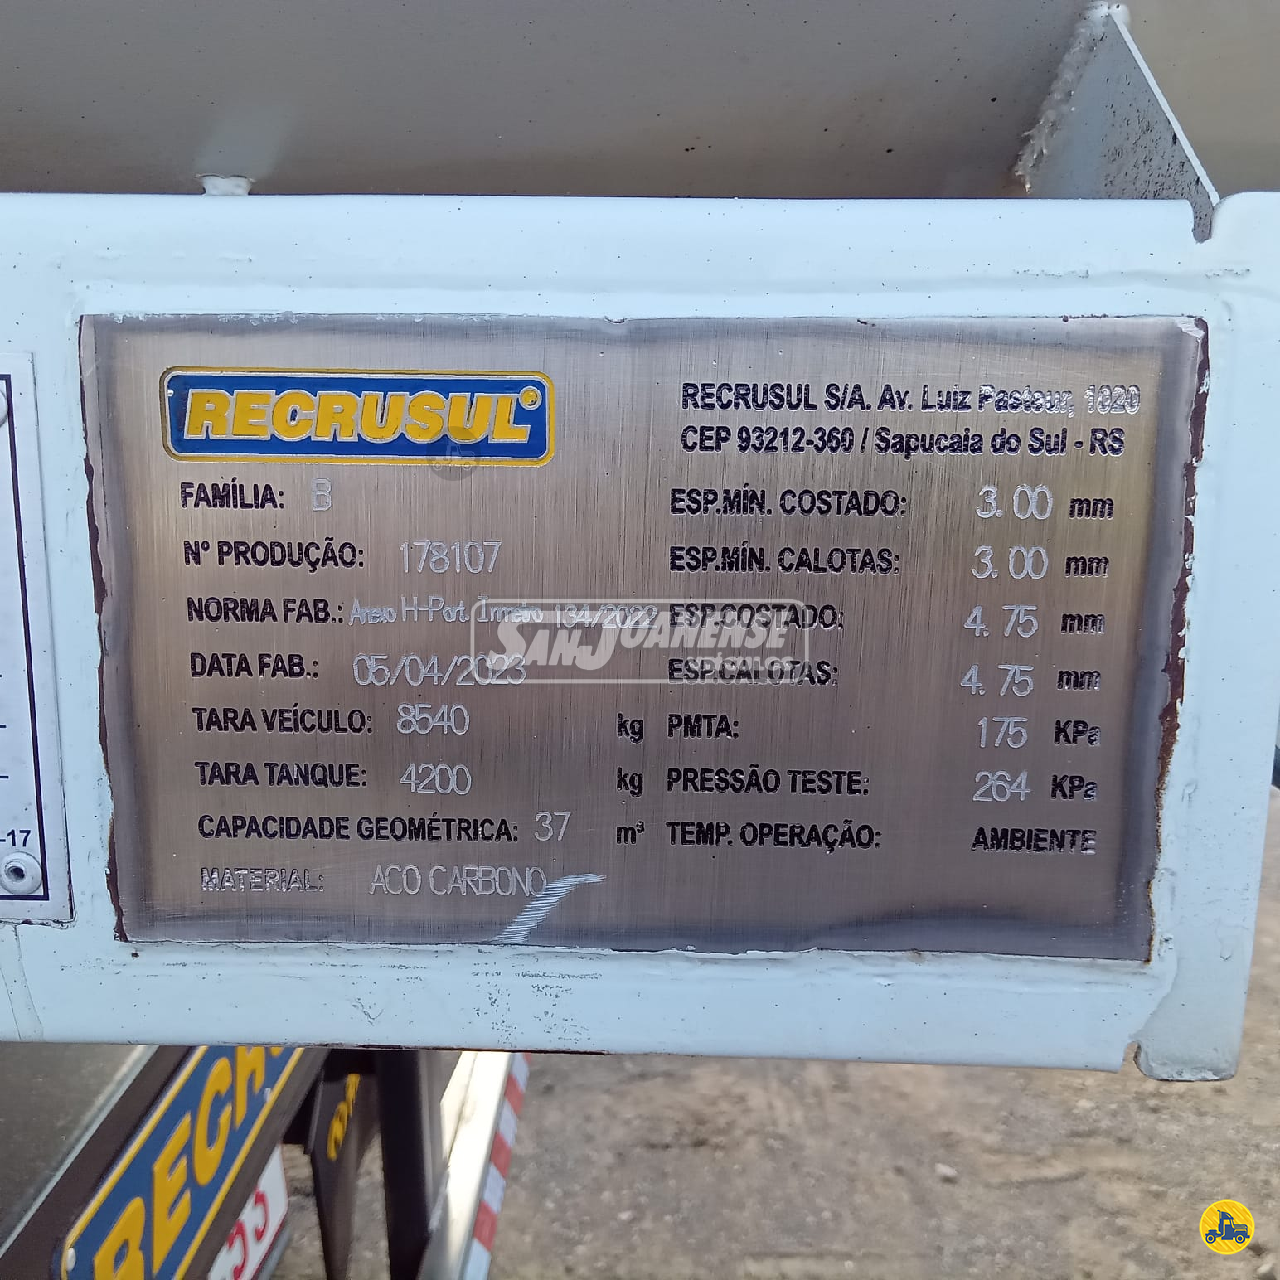 RECRUSUL®
RECRUSUL S/A. Av. Luiz Pasteur, 1020
CEP 93212-360 / Sapucaia do Sul - RS
FAMÍLIA: B
Nº PRODUÇÃO: 178107
NORMA FAB.: Anexo H-Port. Inmetro 134/2022
DATA FAB.: 05/04/2023
TARA VEÍCULO: 8540 kg
TARA TANQUE: 4200 kg
CAPACIDADE GEOMÉTRICA: 37 m³
MATERIAL: ACO CARBONO
ESP.MÍN. COSTADO: 3.00 mm
ESP.MÍN. CALOTAS: 3.00 mm
ESP.COSTADO: 4.75 mm
ESP.CALOTAS: 4.75 mm
PMTA: 175 KPa
PRESSÃO TESTE: 264 KPa
TEMP. OPERAÇÃO: AMBIENTE
SANJOANENSE
VEÍCULOS
-17
RECR